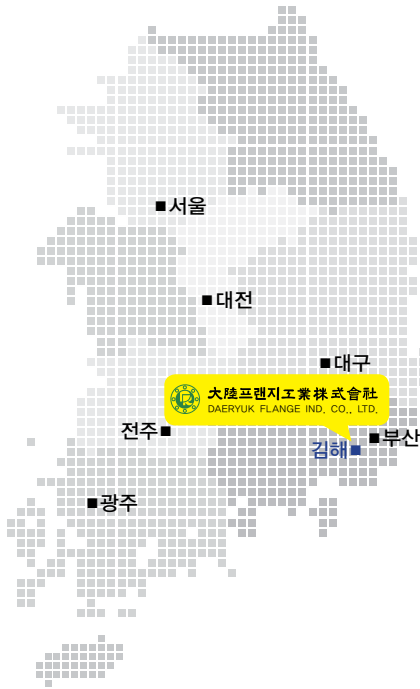 서울
대전
대구
大陸프랜지工業株式會社
DAERYUK FLANGE IND. CO., LTD.
전주
부산
김해
광주